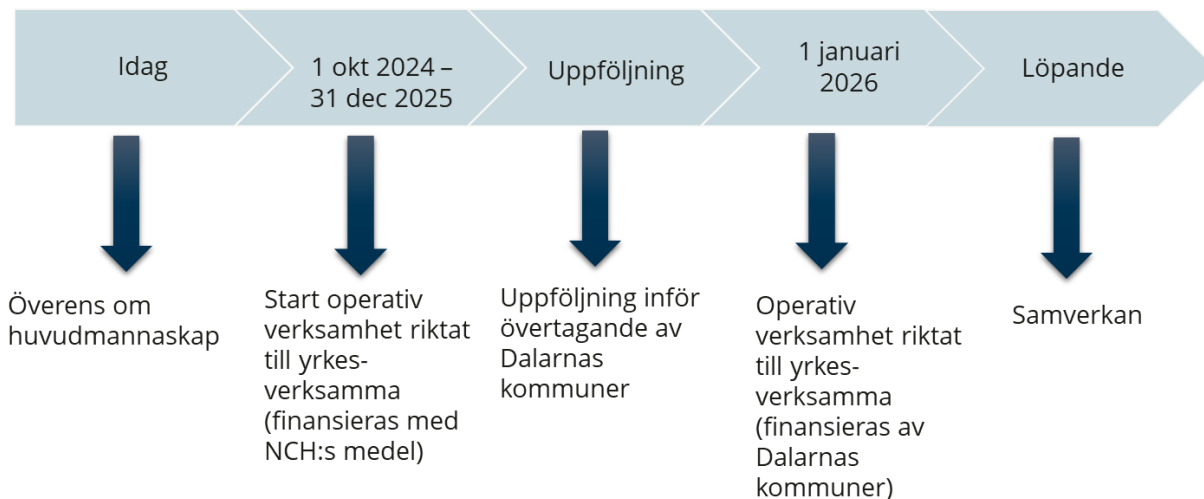 Idag
1 okt 2024 –
31 dec 2025
Uppföljning
1 januari
2026
Löpande
Överens om
huvudmannaskap
Start operativ
verksamhet riktat
till yrkes-
verksamma
(finansieras med
NCH:s medel)
Uppföljning inför
övertagande av
Dalarnas
kommuner
Operativ
verksamhet riktat
till yrkes-
verksamma
(finansieras av
Dalarnas
kommuner)
Samverkan